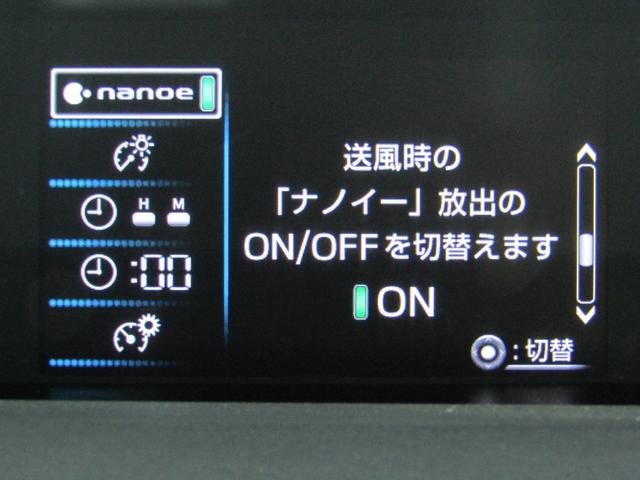 nanoe
H M
:00
送風時の
「ナノイー」放出の
ON/OFFを切替えます
ON
:切替